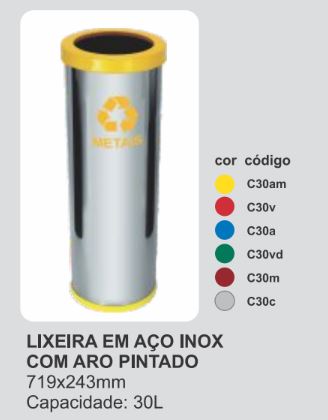 METAIS
cor código
C30am
C30v
C30a
C30vd
C30m
C30c
LIXEIRA EM AÇO INOX
COM ARO PINTADO
719x243mm
Capacidade: 30L